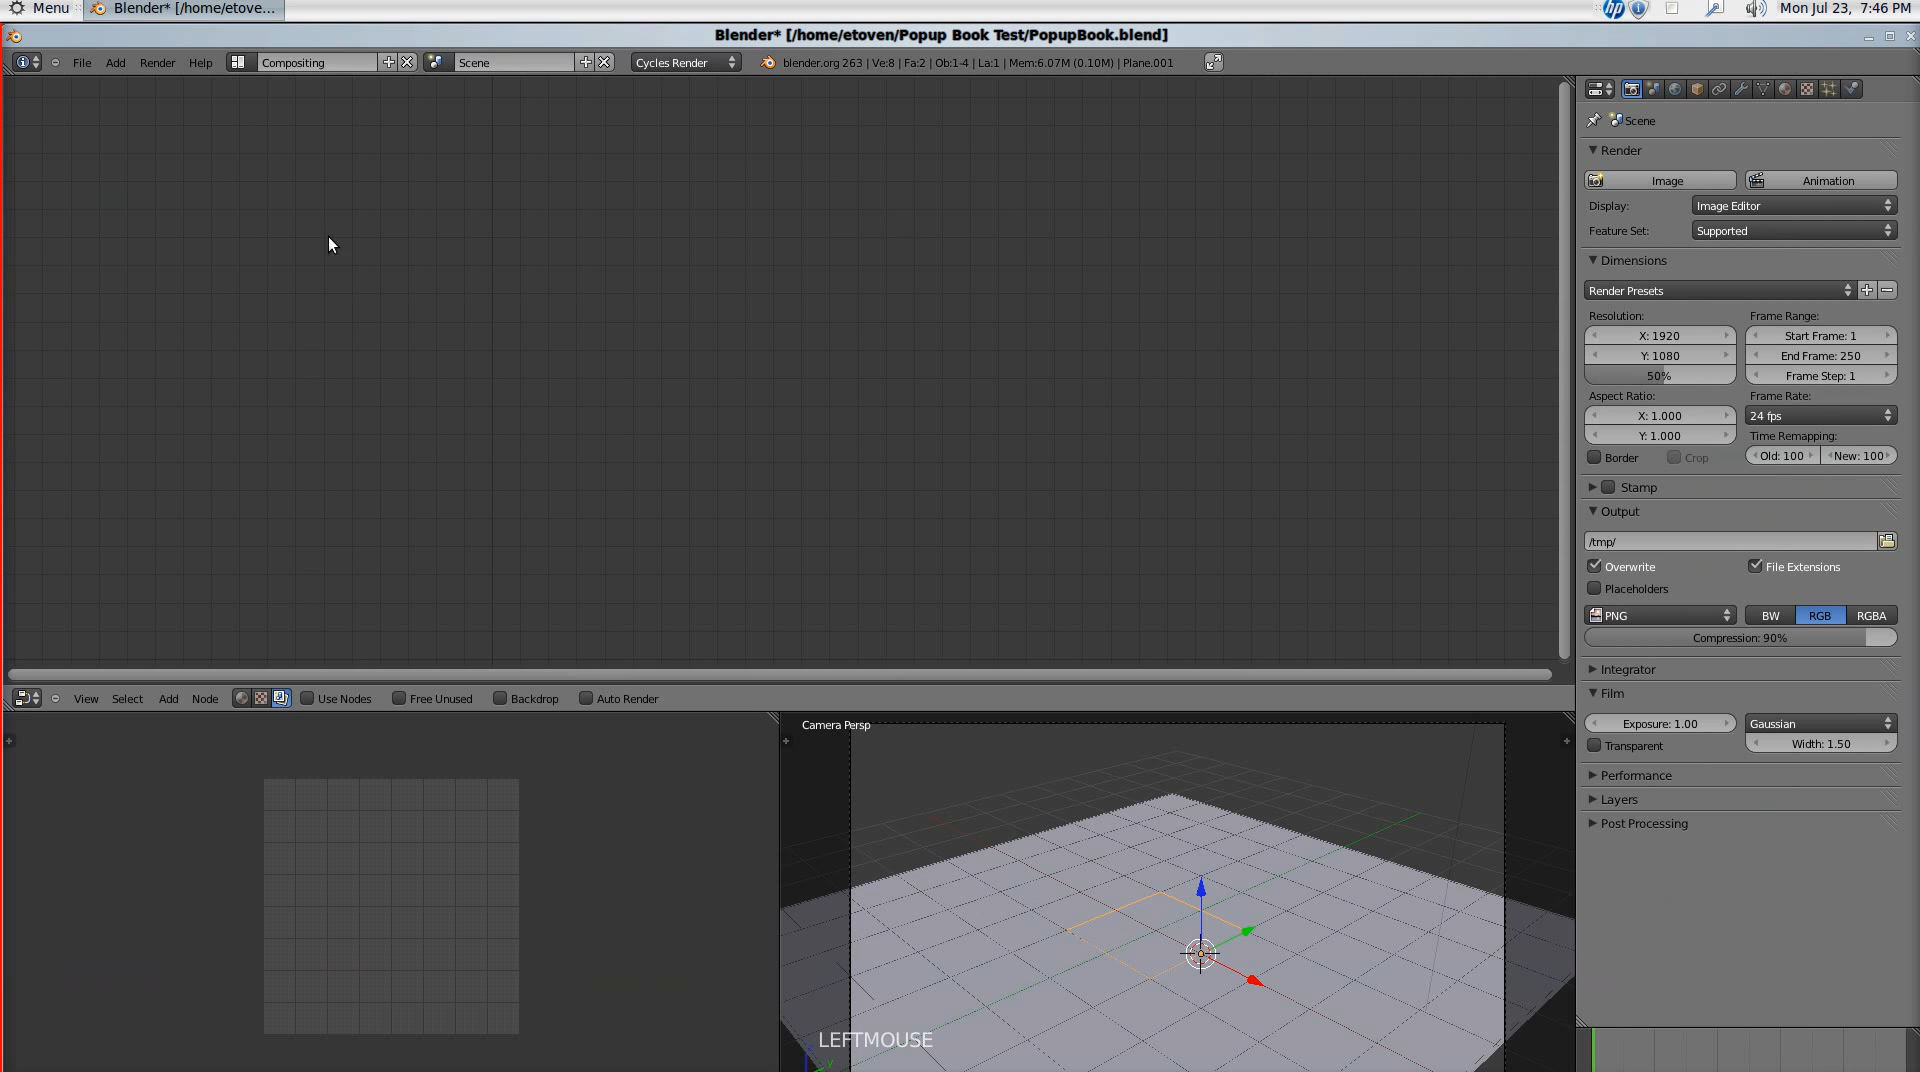 Menu Blender* [/home/etove... Mon Jul 23, 7:46 PM
Blender* [/home/etoven/Popup Book Test/PopupBook.blend]
File Add Render Help Compositing Scene Cycles Render blender.org 263 | Ve:8 | Fa:2 | Ob:1-4 | La:1 | Mem:6.07M (0.10M) | Plane.001
Scene
Render
Image Animation
Display: Image Editor
Feature Set: Supported
Dimensions
Render Presets
Resolution: Frame Range:
X: 1920 Start Frame: 1
Y: 1080 End Frame: 250
50% Frame Step: 1
Aspect Ratio: Frame Rate:
X: 1.000 24 fps
Y: 1.000 Time Remapping:
Border Crop Old: 100 New: 100
Stamp
Output
/tmp/
Overwrite File Extensions
Placeholders
PNG BW RGB RGBA
Compression: 90%
Integrator
Film
Exposure: 1.00 Gaussian
Transparent Width: 1.50
Performance
Layers
Post Processing
View Select Add Node Use Nodes Free Unused Backdrop Auto Render
Camera Persp
LEFTMOUSE
y
hp